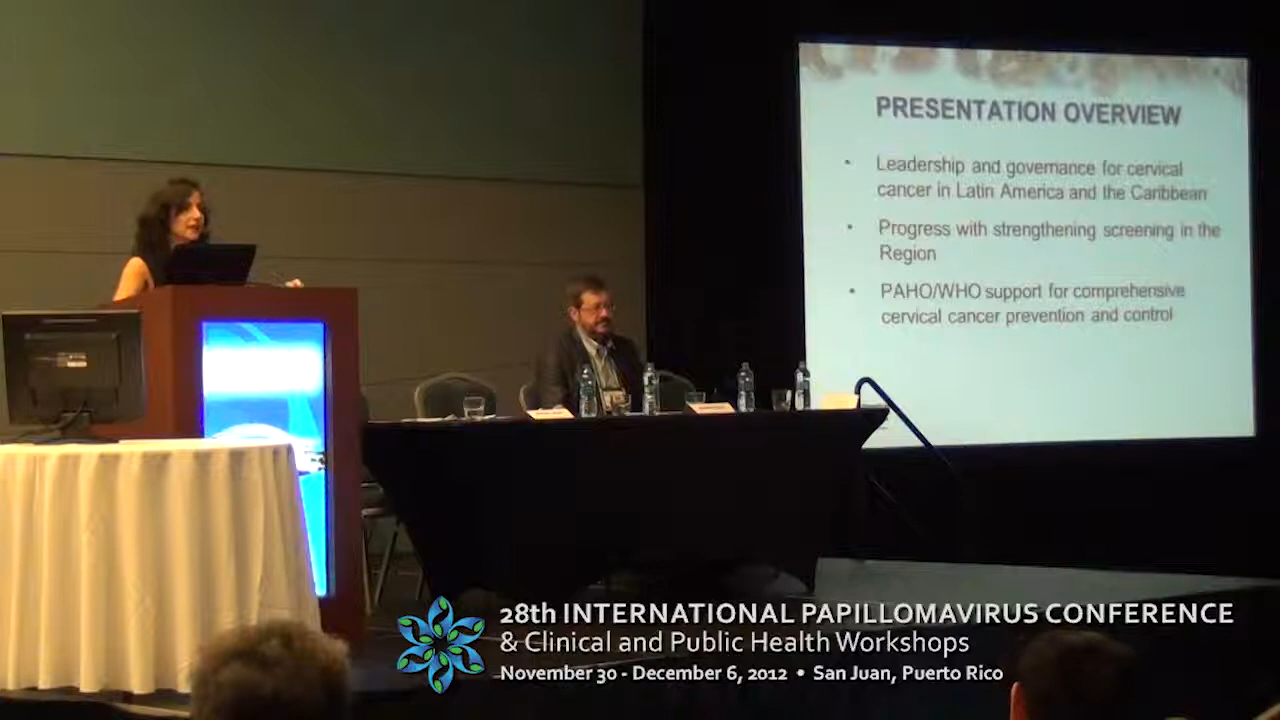 PRESENTATION OVERVIEW
• Leadership and governance for cervical
cancer in Latin America and the Caribbean
• Progress with strengthening screening in the
Region
• PAHO/WHO support for comprehensive
cervical cancer prevention and control
28th INTERNATIONAL PAPILLOMAVIRUS CONFERENCE
& Clinical and Public Health Workshops
November 30 - December 6, 2012 • San Juan, Puerto Rico